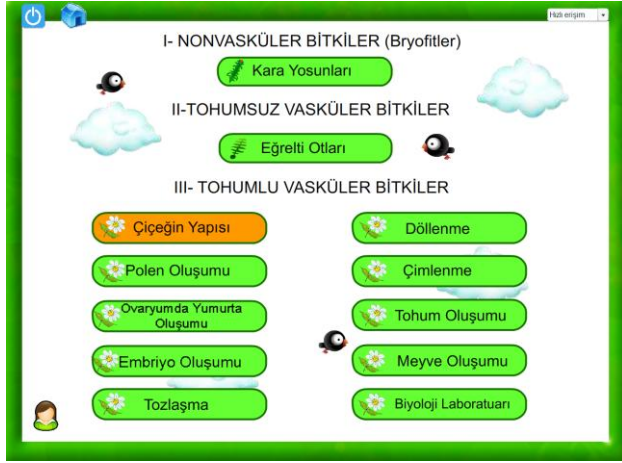 Hızlı erişim
I- NONVASKÜLER BİTKİLER (Bryofitler)
Kara Yosunları
II-TOHUMSUZ VASKÜLER BİTKİLER
Eğrelti Otları
III- TOHUMLU VASKÜLER BİTKİLER
Çiçeğin Yapısı
Polen Oluşumu
Ovaryumda Yumurta
Oluşumu
Embriyo Oluşumu
Tozlaşma
Döllenme
Çimlenme
Tohum Oluşumu
Meyve Oluşumu
Biyoloji Laboratuarı